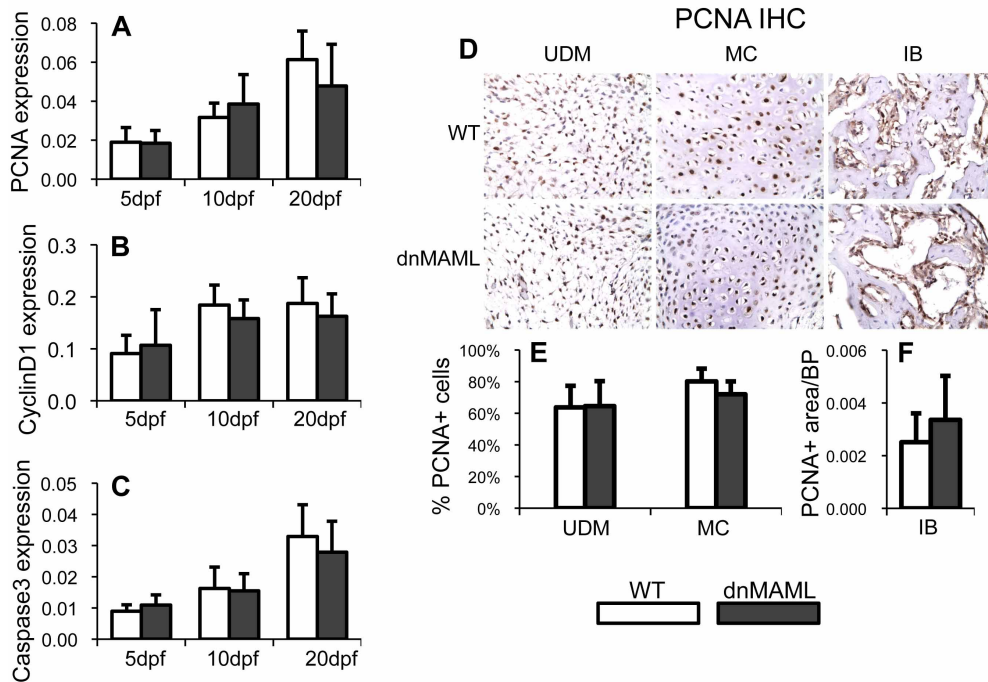 A
PCNA expression
0.08
0.06
0.04
0.02
0.00
5dpf 10dpf 20dpf
B
CyclinD1 expression
0.3
0.2
0.1
0.0
5dpf 10dpf 20dpf
C
Caspase3 expression
0.05
0.04
0.03
0.02
0.01
0.00
5dpf 10dpf 20dpf
PCNA IHC
D
UDM MC IB
WT
dnMAML
E
% PCNA+ cells
100%
80%
60%
40%
20%
0%
UDM MC
F
PCNA+ area/BP
0.006
0.004
0.002
0.000
IB
WT dnMAML